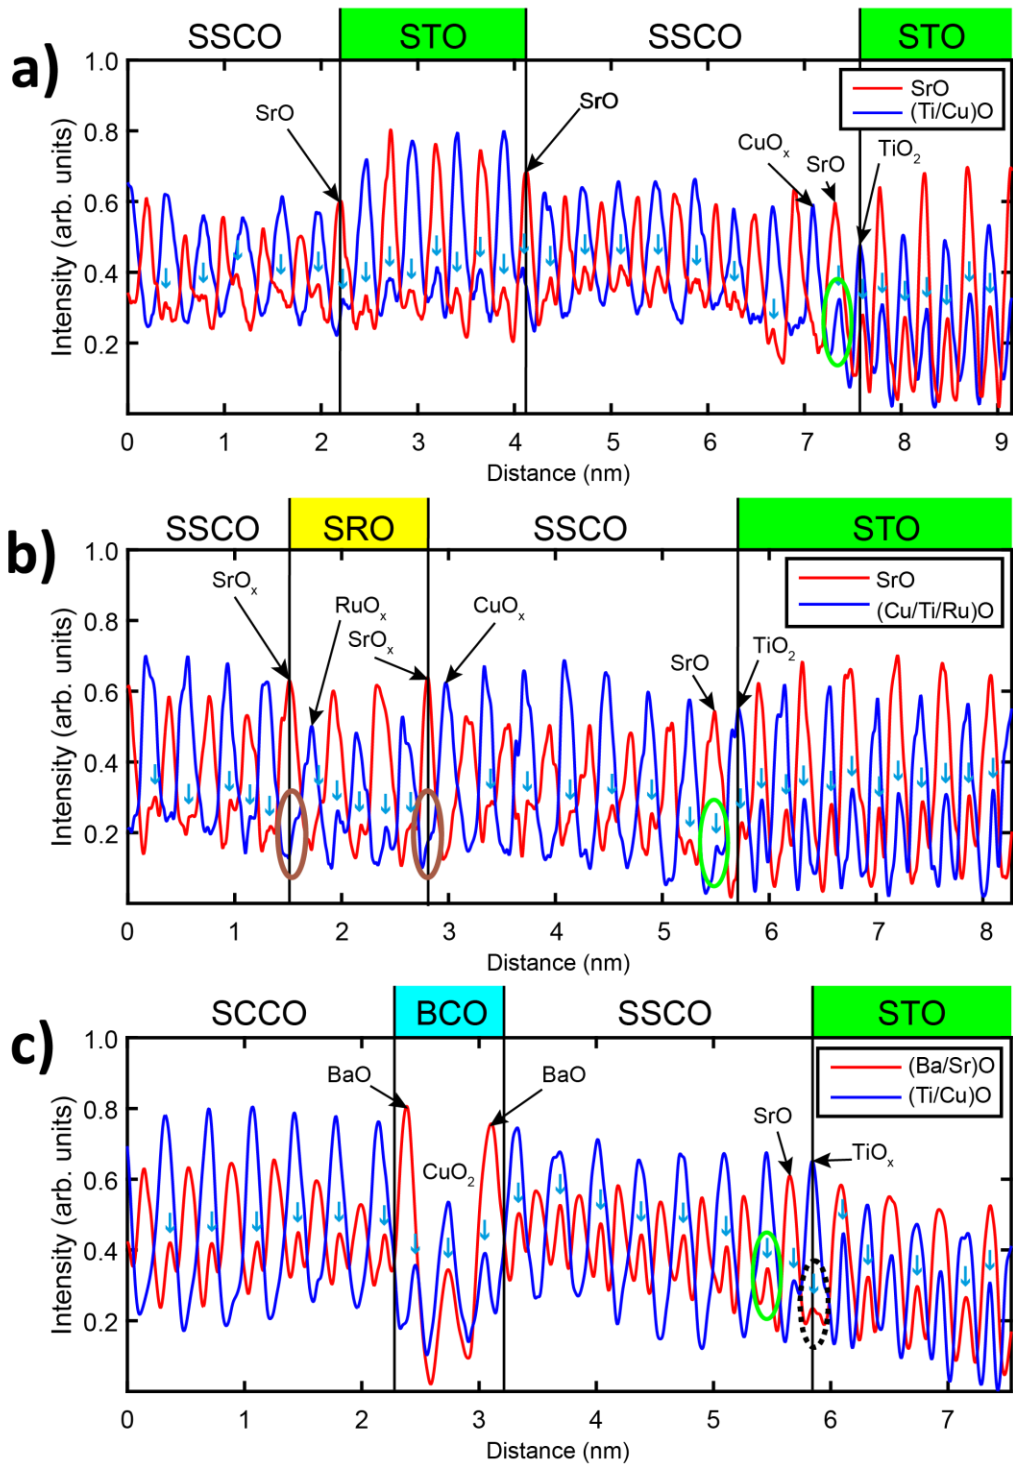 SSCO STO SSCO STO
a)
1.0
SrO
(Ti/Cu)O
SrO
SrO
0.8
CuOₓ
SrO
TiO₂
0.6
0.4
0.2
Intensity (arb. units)
0 1 2 3 4 5 6 7 8 9
Distance (nm)
SSCO SRO SSCO STO
b)
1.0
SrO
(Cu/Ti/Ru)O
SrOₓ
RuOₓ
SrOₓ
CuOₓ
0.8
SrO
TiO₂
0.6
0.4
0.2
Intensity (arb. units)
0 1 2 3 4 5 6 7 8
Distance (nm)
SCCO BCO SSCO STO
c)
1.0
(Ba/Sr)O
(Ti/Cu)O
BaO
BaO
0.8
SrO
TiOₓ
CuO₂
0.6
0.4
0.2
Intensity (arb. units)
0 1 2 3 4 5 6 7
Distance (nm)